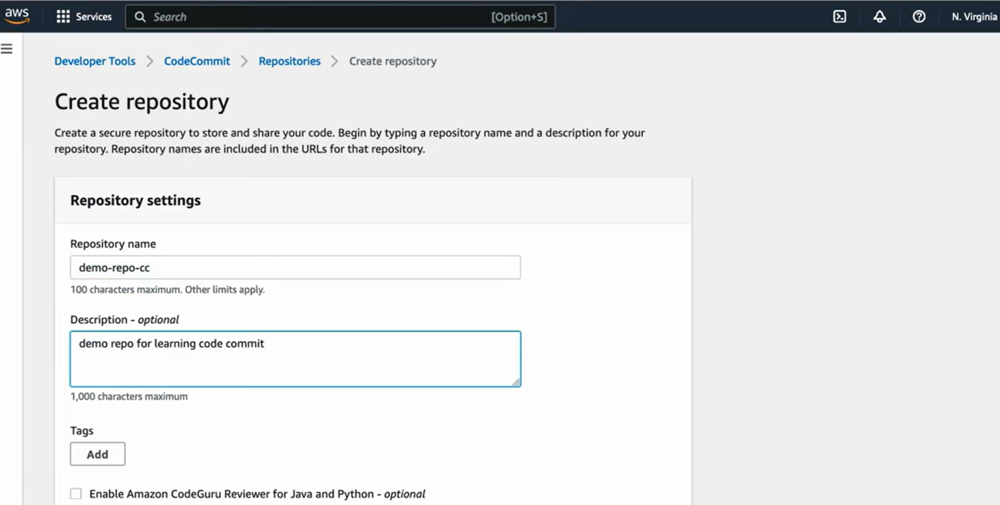 aws Services Search [Option+S] N. Virginia
Developer Tools > CodeCommit > Repositories > Create repository
Create repository
Create a secure repository to store and share your code. Begin by typing a repository name and a description for your
repository. Repository names are included in the URLs for that repository.
Repository settings
Repository name
demo-repo-cc
100 characters maximum. Other limits apply.
Description - optional
demo repo for learning code commit
1,000 characters maximum
Tags
Add
Enable Amazon CodeGuru Reviewer for Java and Python - optional